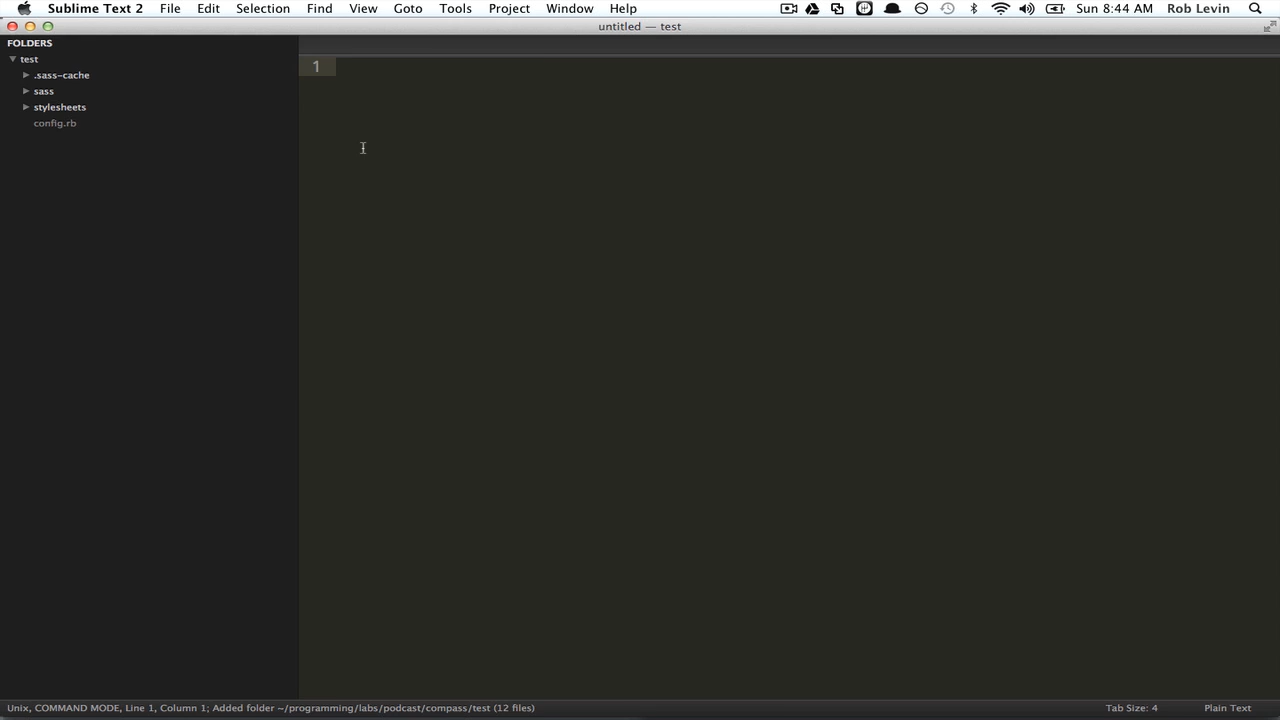 Sublime Text 2 File Edit Selection Find View Goto Tools Project Window Help Sun 8:44 AM Rob Levin
untitled — test
FOLDERS
test
.sass-cache
sass
stylesheets
config.rb
1
Unix, COMMAND MODE, Line 1, Column 1; Added folder ~/programming/labs/podcast/compass/test (12 files) Tab Size: 4 Plain Text